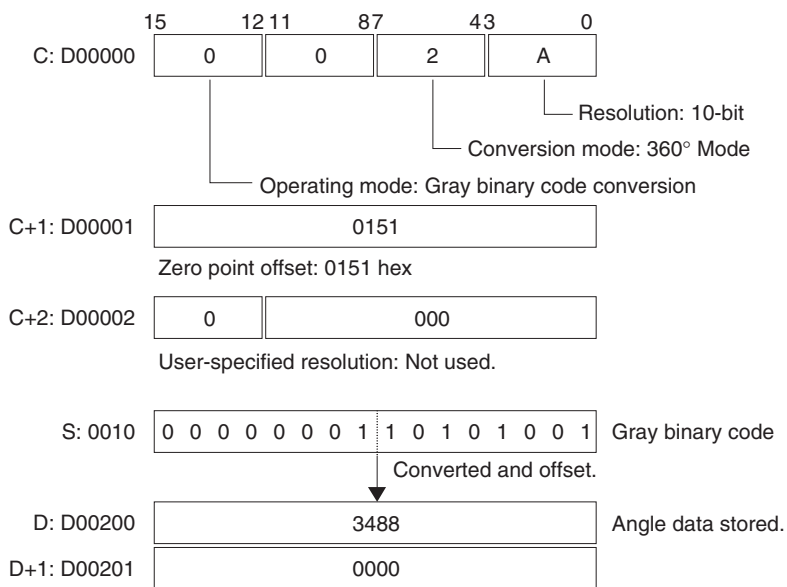 15 12 11 8 7 4 3 0
C: D00000 0 0 2 A
Resolution: 10-bit
Conversion mode: 360° Mode
Operating mode: Gray binary code conversion
C+1: D00001 0151
Zero point offset: 0151 hex
C+2: D00002 0 000
User-specified resolution: Not used.
S: 0010 0 0 0 0 0 0 0 1 1 0 1 0 1 0 0 1 Gray binary code
Converted and offset.
D: D00200 3488 Angle data stored.
D+1: D00201 0000